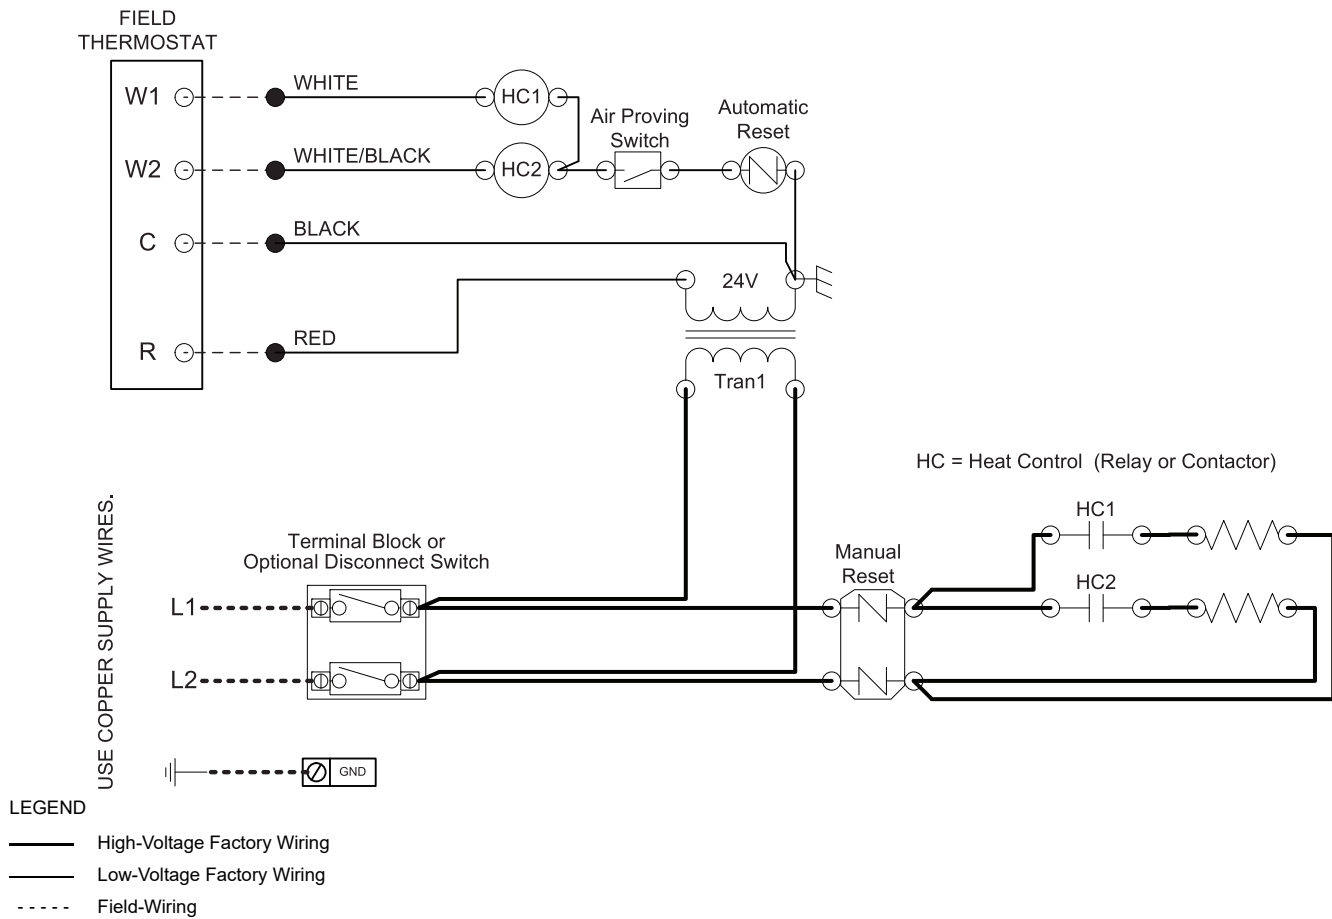 FIELD
THERMOSTAT
W1
WHITE
HC1
Air Proving
Switch
Automatic
Reset
W2
WHITE/BLACK
HC2
C
BLACK
24V
R
RED
Tran1
HC = Heat Control (Relay or Contactor)
USE COPPER SUPPLY WIRES.
Terminal Block or
Optional Disconnect Switch
Manual
Reset
HC1
HC2
L1
L2
GND
LEGEND
High-Voltage Factory Wiring
Low-Voltage Factory Wiring
Field-Wiring